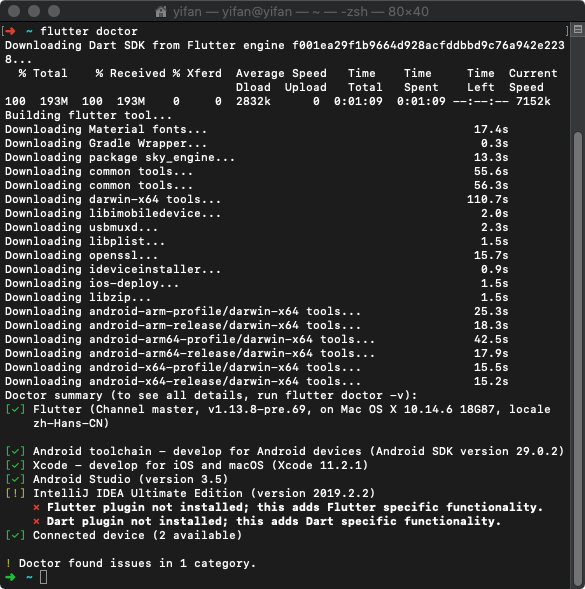 yifan — yifan@yifan — ~ — -zsh — 80×40
[➜  ~ flutter doctor ]
Downloading Dart SDK from Flutter engine f001ea29f1b9664d928acfddbbd9c76a942e223
8...
  % Total    % Received % Xferd  Average Speed   Time    Time     Time  Current
                                 Dload  Upload   Total   Spent    Left  Speed
100  193M  100  193M    0     0  2832k      0  0:01:09  0:01:09 --:--:-- 7152k
Building flutter tool...
Downloading Material fonts...                                      17.4s
Downloading Gradle Wrapper...                                       0.3s
Downloading package sky_engine...                                  13.3s
Downloading common tools...                                        55.6s
Downloading common tools...                                        56.3s
Downloading darwin-x64 tools...                                   110.7s
Downloading libimobiledevice...                                     2.0s
Downloading usbmuxd...                                              2.3s
Downloading libplist...                                             1.5s
Downloading openssl...                                             15.7s
Downloading ideviceinstaller...                                     0.9s
Downloading ios-deploy...                                           1.5s
Downloading libzip...                                               1.5s
Downloading android-arm-profile/darwin-x64 tools...                25.3s
Downloading android-arm-release/darwin-x64 tools...                18.3s
Downloading android-arm64-profile/darwin-x64 tools...              42.5s
Downloading android-arm64-release/darwin-x64 tools...              17.9s
Downloading android-x64-profile/darwin-x64 tools...                15.5s
Downloading android-x64-release/darwin-x64 tools...                15.2s
Doctor summary (to see all details, run flutter doctor -v):
[✓] Flutter (Channel master, v1.13.8-pre.69, on Mac OS X 10.14.6 18G87, locale
    zh-Hans-CN)
[✓] Android toolchain - develop for Android devices (Android SDK version 29.0.2)
[✓] Xcode - develop for iOS and macOS (Xcode 11.2.1)
[✓] Android Studio (version 3.5)
[!] IntelliJ IDEA Ultimate Edition (version 2019.2.2)
    ✗ Flutter plugin not installed; this adds Flutter specific functionality.
    ✗ Dart plugin not installed; this adds Dart specific functionality.
[✓] Connected device (2 available)
! Doctor found issues in 1 category.
➜  ~